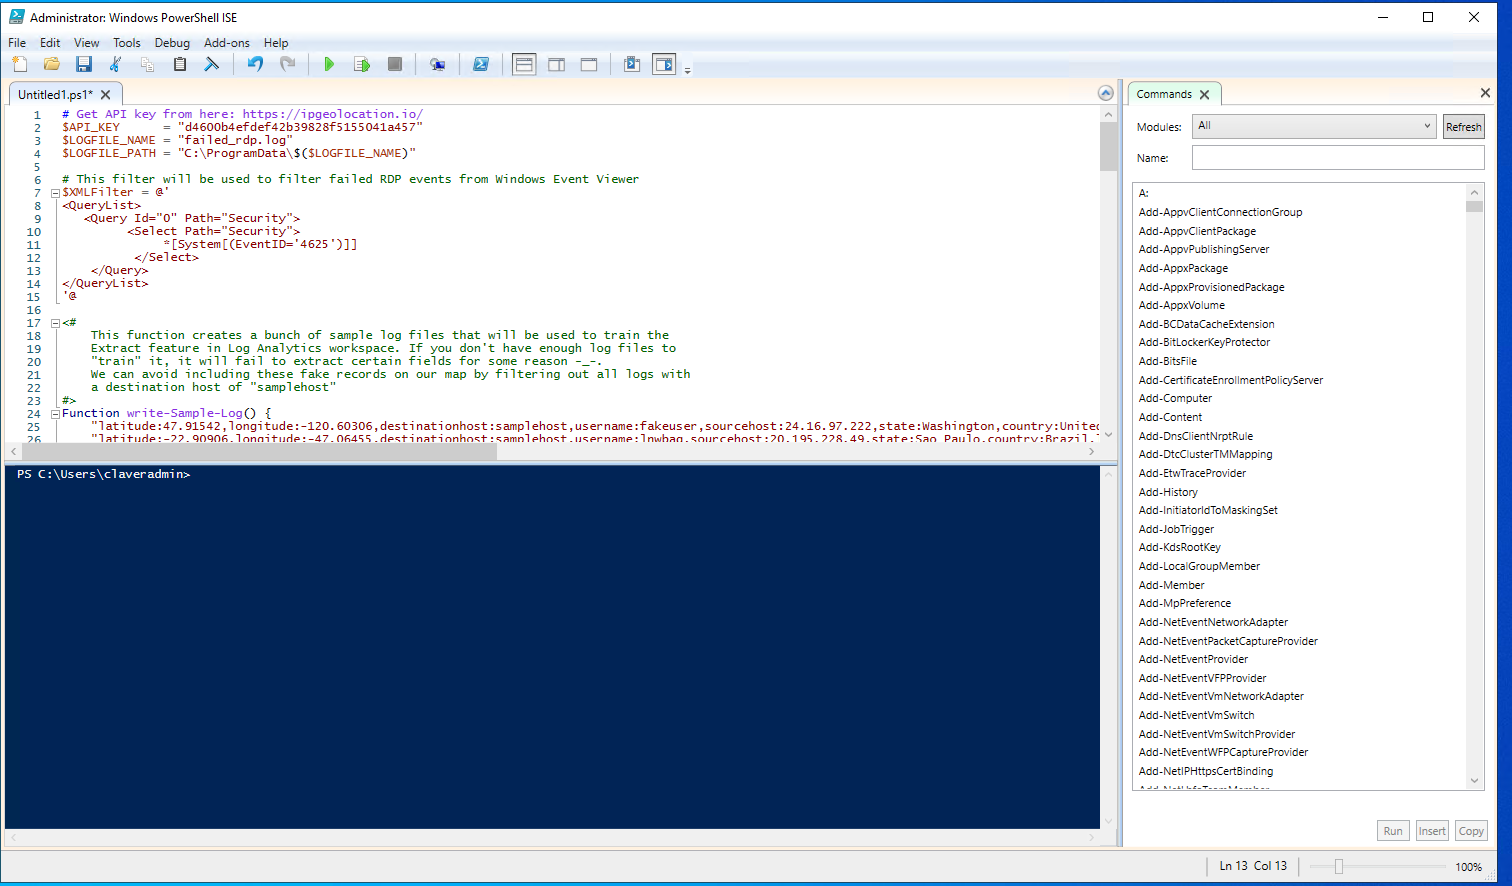 Administrator: Windows PowerShell ISE
File Edit View Tools Debug Add-ons Help
Untitled1.ps1*
1 # Get API key from here: https://ipgeolocation.io/
2 $API_KEY      = "d4600b4efdef42b39828f5155041a457"
3 $LOGFILE_NAME = "failed_rdp.log"
4 $LOGFILE_PATH = "C:\ProgramData\$($LOGFILE_NAME)"
5
6 # This filter will be used to filter failed RDP events from Windows Event Viewer
7 $XMLFilter = @'
8 <QueryList>
9    <Query Id="0" Path="Security">
10          <Select Path="Security">
11               *[System[(EventID='4625')]]
12           </Select>
13     </Query>
14 </QueryList>
15 '@
16
17 <#
18     This function creates a bunch of sample log files that will be used to train the
19     Extract feature in Log Analytics workspace. If you don't have enough log files to
20     "train" it, it will fail to extract certain fields for some reason -_-.
21     We can avoid including these fake records on our map by filtering out all logs with
22     a destination host of "samplehost"
23 #>
24 Function write-Sample-Log() {
25     "latitude:47.91542,longitude:-120.60306,destinationhost:samplehost,username:fakeuser,sourcehost:24.16.97.222,state:Washington,country:United
26     "latitude:-22.90906,longitude:-47.06455,destinationhost:samplehost,username:lnwbaq,sourcehost:20.195.228.49,state:Sao Paulo,country:Brazil,
PS C:\Users\claveradmin>
Commands
Modules: All Refresh
Name:
A:
Add-AppvClientConnectionGroup
Add-AppvClientPackage
Add-AppvPublishingServer
Add-AppxPackage
Add-AppxProvisionedPackage
Add-AppxVolume
Add-BCDataCacheExtension
Add-BitLockerKeyProtector
Add-BitsFile
Add-CertificateEnrollmentPolicyServer
Add-Computer
Add-Content
Add-DnsClientNrptRule
Add-DtcClusterTMMapping
Add-EtwTraceProvider
Add-History
Add-InitiatorIdToMaskingSet
Add-JobTrigger
Add-KdsRootKey
Add-LocalGroupMember
Add-Member
Add-MpPreference
Add-NetEventNetworkAdapter
Add-NetEventPacketCaptureProvider
Add-NetEventProvider
Add-NetEventVFPProvider
Add-NetEventVmNetworkAdapter
Add-NetEventVmSwitch
Add-NetEventVmSwitchProvider
Add-NetEventWFPCaptureProvider
Add-NetIPHttpsCertBinding
Add-NetLbfoTeamMember
Run Insert Copy
Ln 13 Col 13 100%